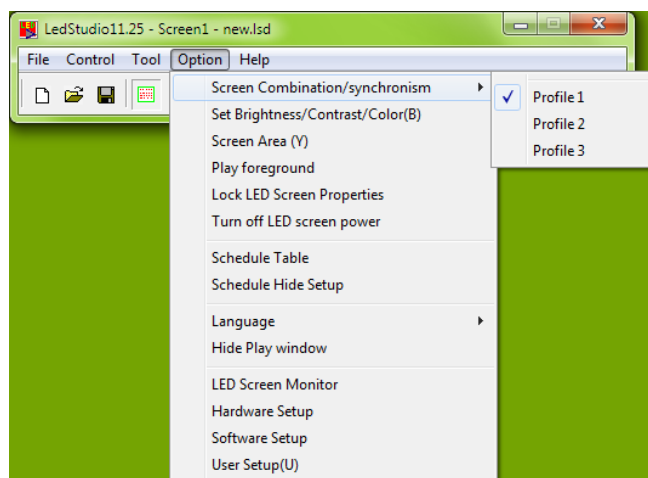 LedStudio11.25 - Screen1 - new.lsd
File Control Tool Option Help
Screen Combination/synchronism
Profile 1
Profile 2
Profile 3
Set Brightness/Contrast/Color(B)
Screen Area (Y)
Play foreground
Lock LED Screen Properties
Turn off LED screen power
Schedule Table
Schedule Hide Setup
Language
Hide Play window
LED Screen Monitor
Hardware Setup
Software Setup
User Setup(U)